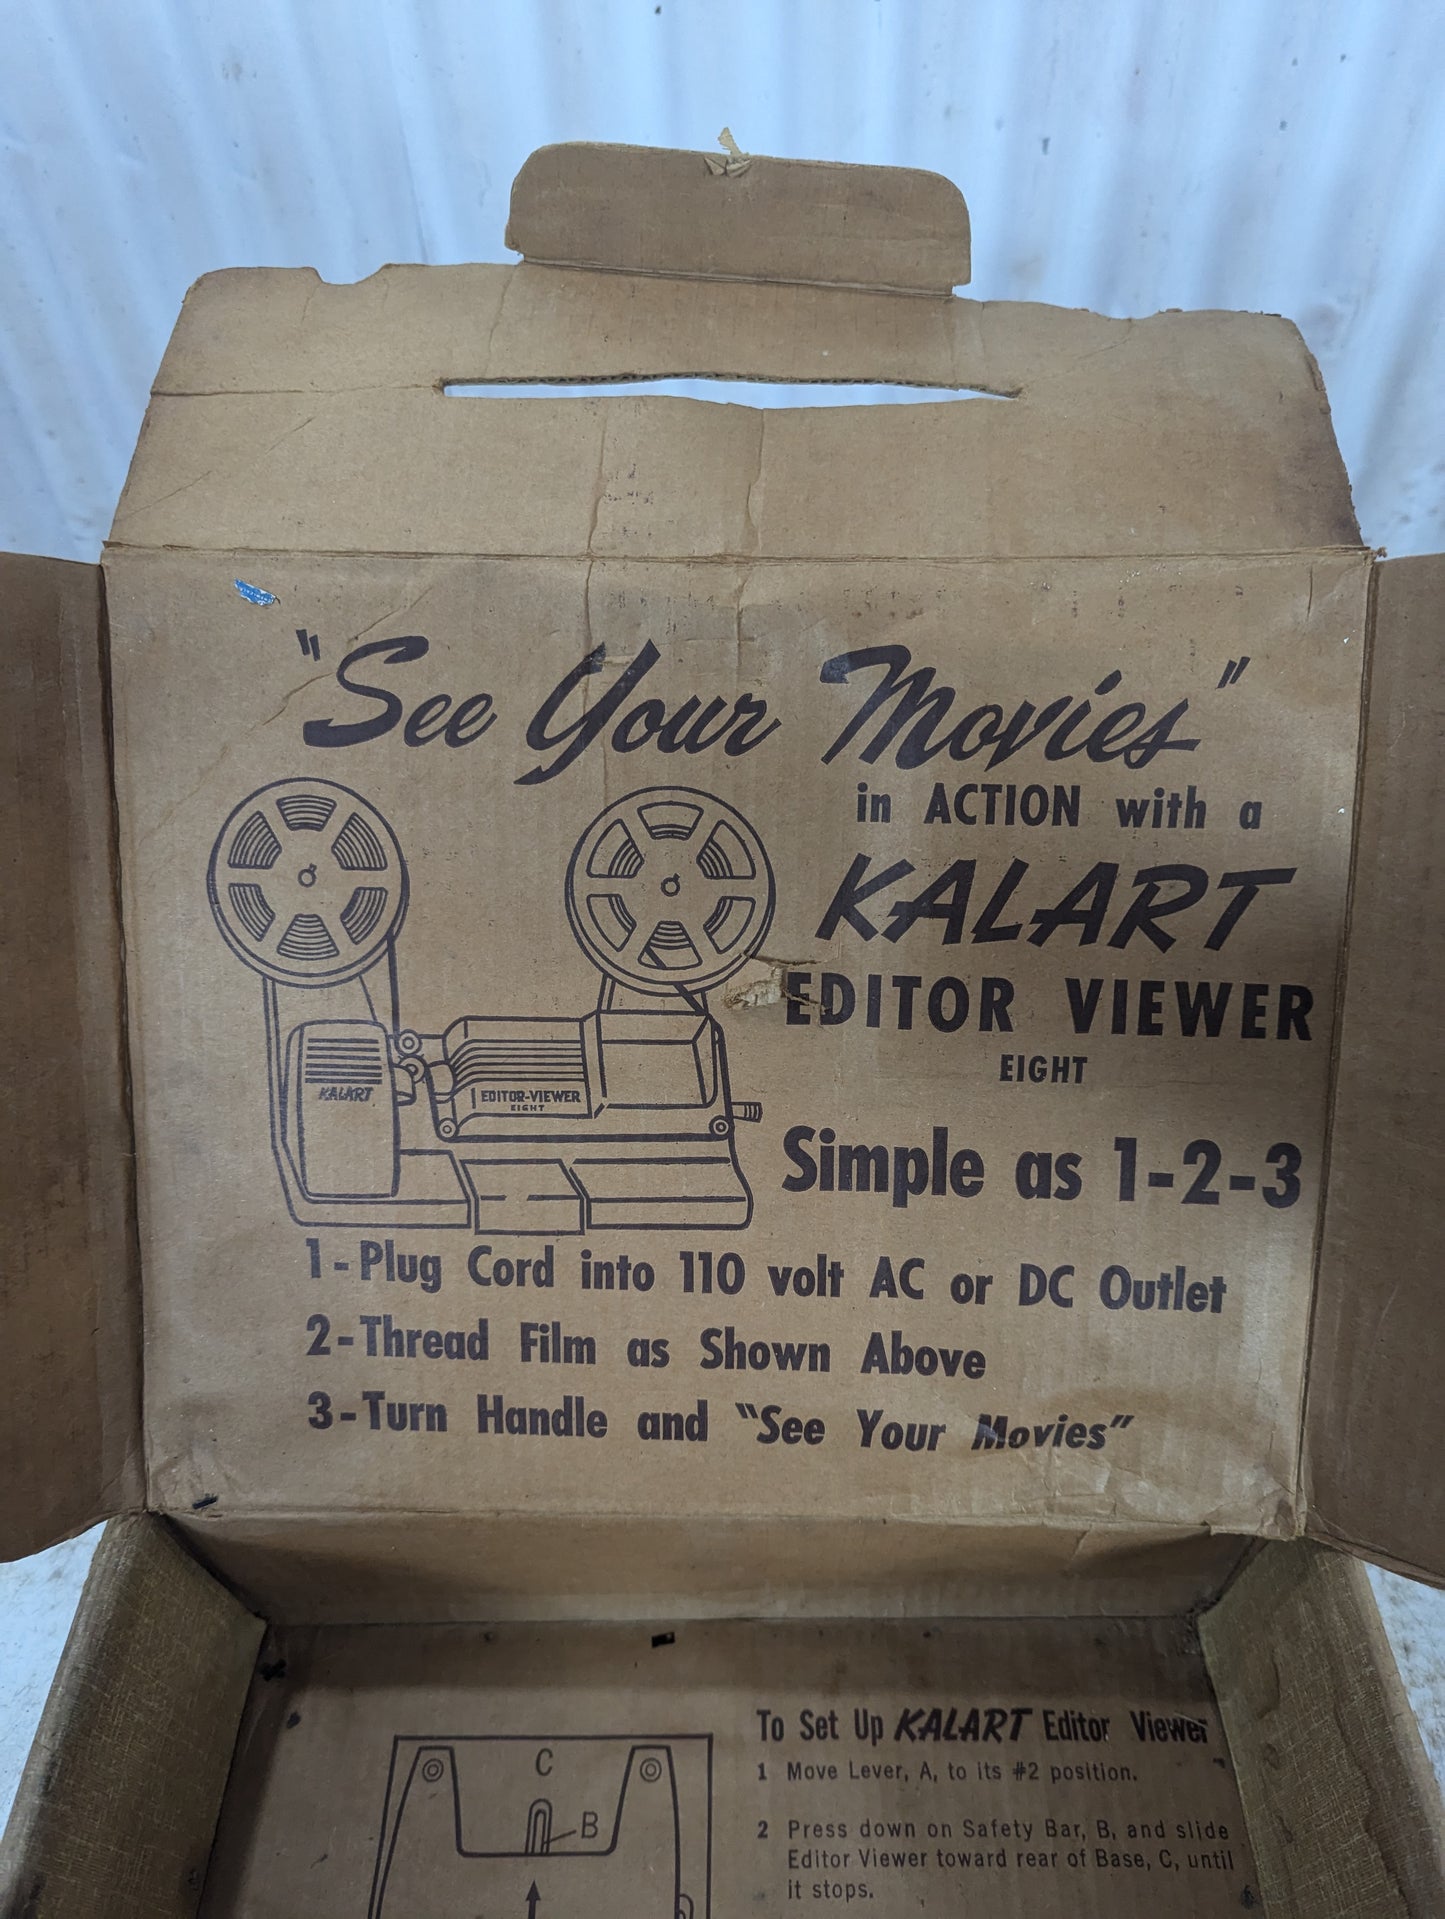 "See Your Movies"
in ACTION with a
KALART
EDITOR VIEWER
EIGHT
KALART
EDITOR-VIEWER
EIGHT
Simple as 1-2-3
1-Plug Cord into 110 volt AC or DC Outlet
2-Thread Film as Shown Above
3-Turn Handle and "See Your Movies"
C
B
To Set Up KALART Editor Viewer
1 Move Lever, A, to its #2 position.
2 Press down on Safety Bar, B, and slide
Editor Viewer toward rear of Base, C, until
it stops.